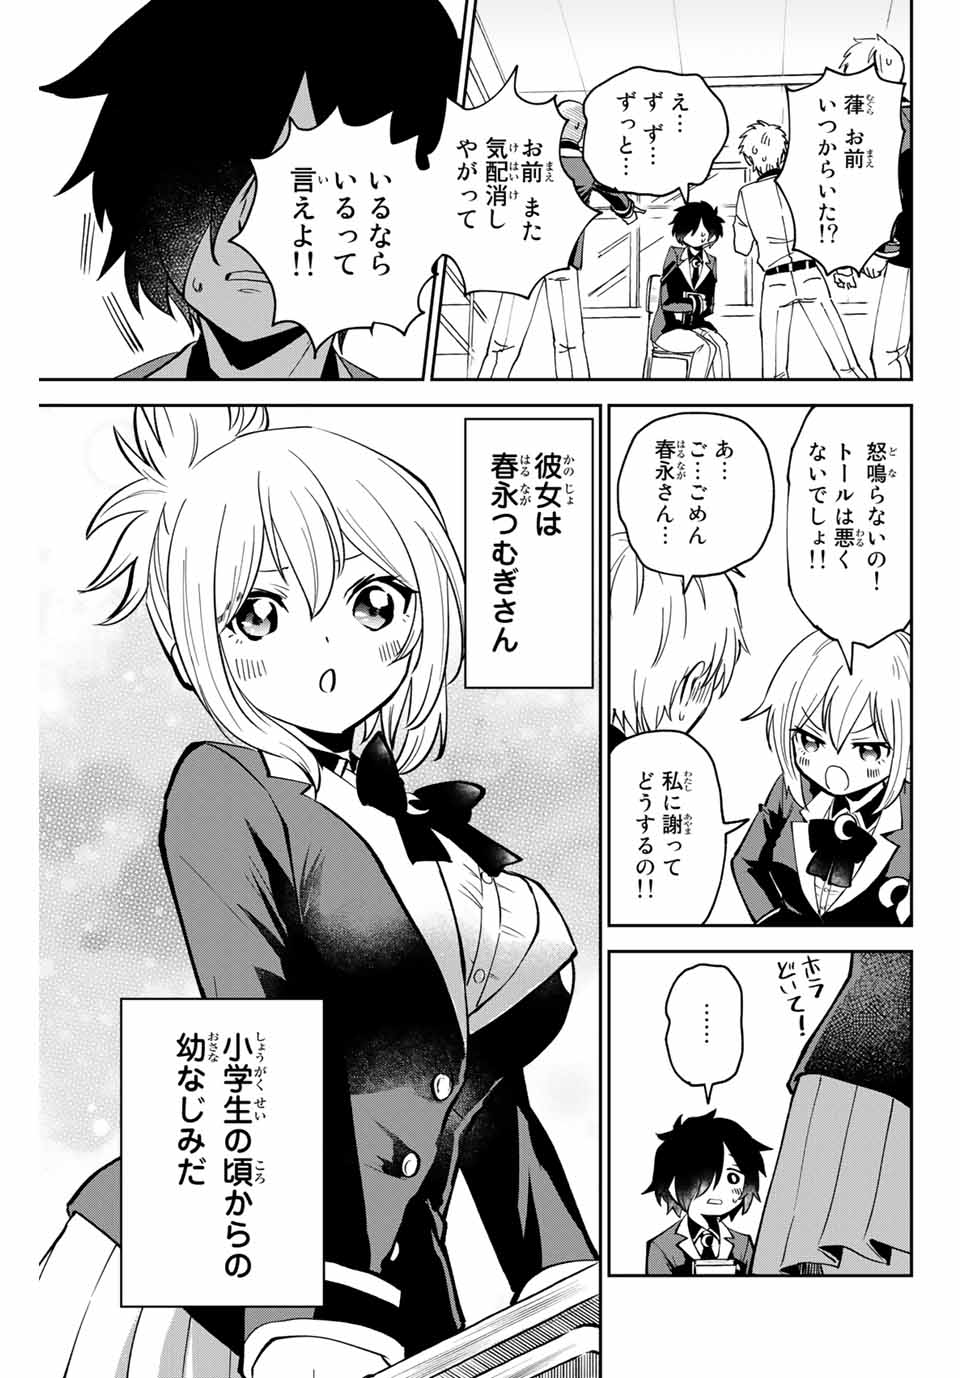 葎 お前
いつからいた!?
え…
ず ず…
ずっと…
お前 また
気配消し
やがって
いるなら
いるって
言えよ!!
怒鳴らないの!
トールは悪く
ないでしょ!!
あ…
ご…ごめん
春永さん…
私に謝って
どうするの!!
彼女は
春永つむぎさん
ホラ
どいて!
……
小学生の頃からの
幼なじみだ